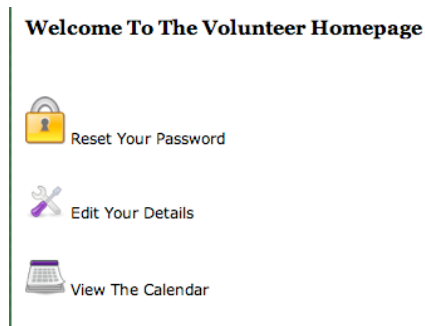 Welcome To The Volunteer Homepage
Reset Your Password
Edit Your Details
View The Calendar